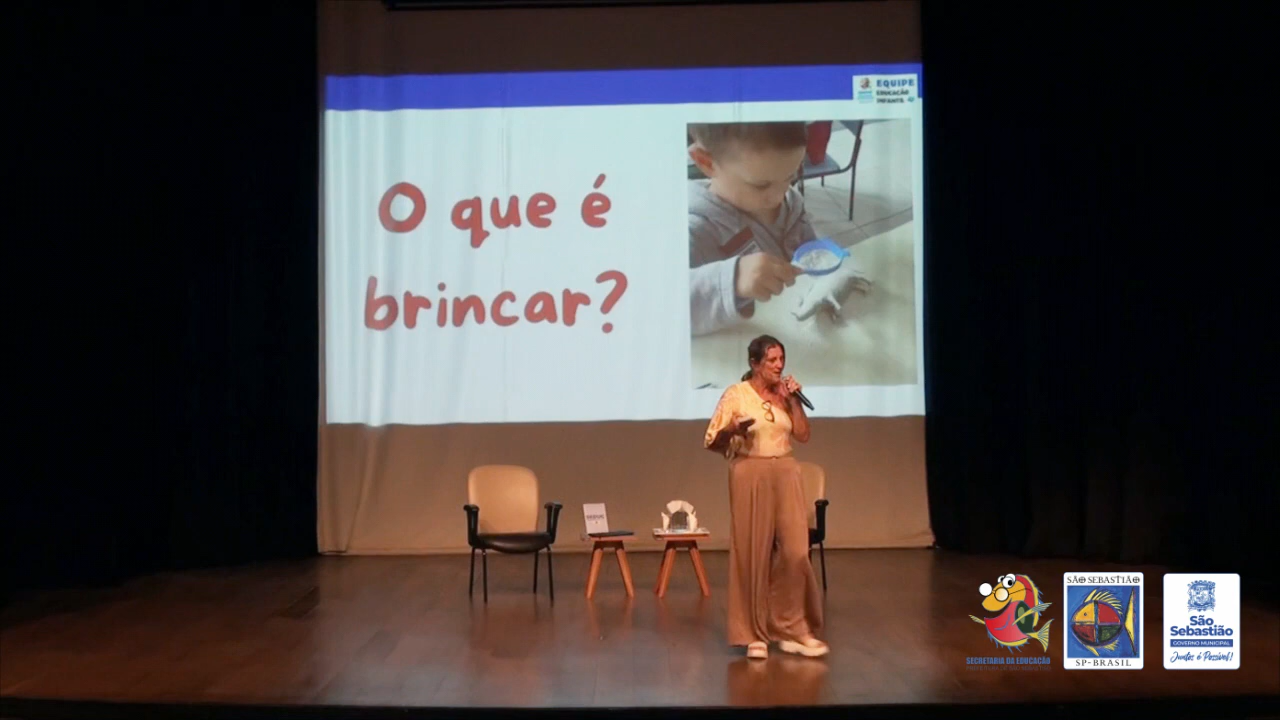 EQUIPE
EDUCAÇÃO
INFANTIL
O que é
brincar?
SECRETARIA DA EDUCAÇÃO
SÃO SEBASTIÃO
SP-BRASIL
São
Sebastião
GOVERNO MUNICIPAL
Juntos é Possível!